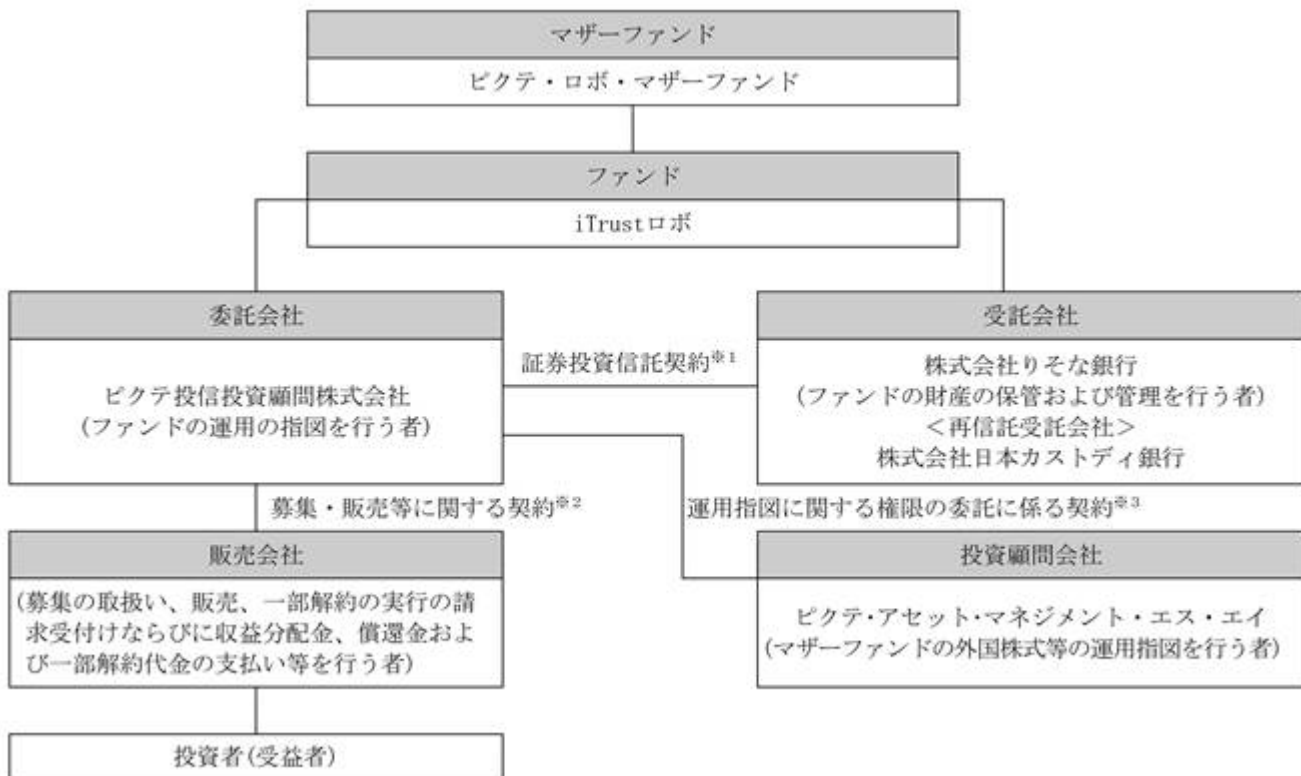 マザーファンド
ピクテ・ロボ・マザーファンド
ファンド
iTrustロボ
委託会社
ピクテ投信投資顧問株式会社
(ファンドの運用の指図を行う者)
証券投資信託契約※1
受託会社
株式会社りそな銀行
(ファンドの財産の保管および管理を行う者)
＜再信託受託会社＞
株式会社日本カストディ銀行
募集・販売等に関する契約※2
運用指図に関する権限の委託に係る契約※3
販売会社
(募集の取扱い、販売、一部解約の実行の請
求受付けならびに収益分配金、償還金およ
び一部解約代金の支払い等を行う者)
投資顧問会社
ピクテ・アセット・マネジメント・エス・エイ
(マザーファンドの外国株式等の運用指図を行う者)
投資者(受益者)